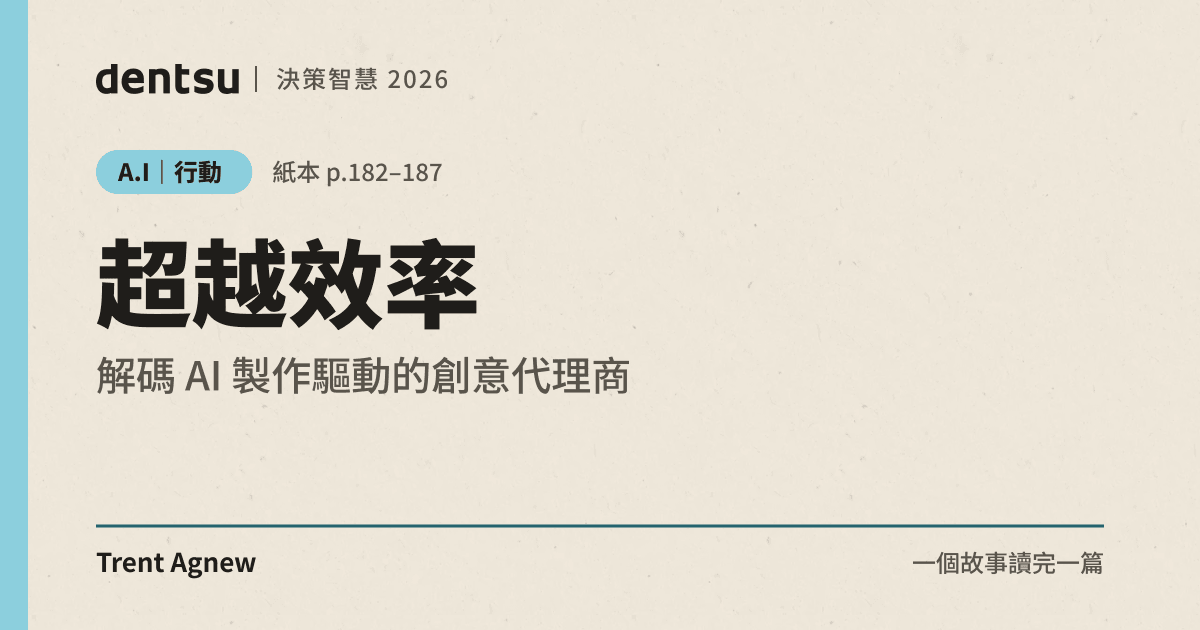 dentsu｜決策智慧 2026
A.I｜行動 紙本 p.182–187
超越效率
解碼 AI 製作驅動的創意代理商
Trent Agnew 一個故事讀完一篇